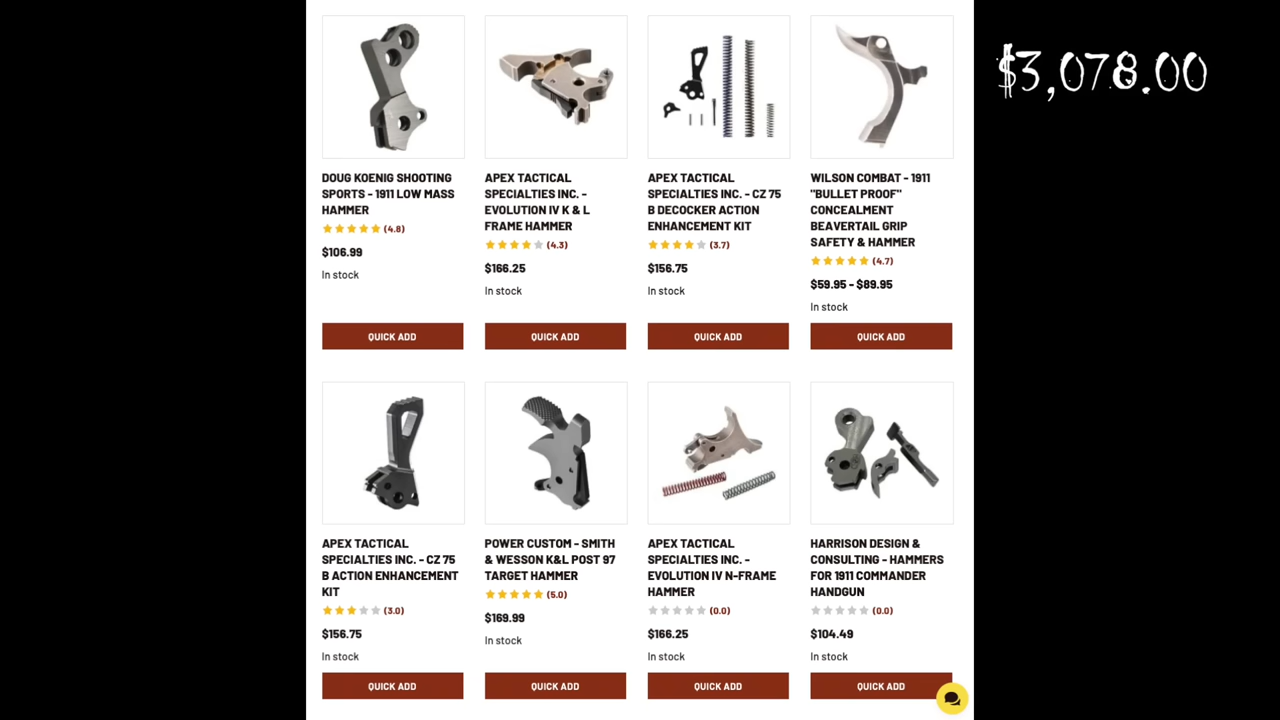 $3,078.00
DOUG KOENIG SHOOTING
SPORTS - 1911 LOW MASS
HAMMER
(4.8)
$106.99
In stock
QUICK ADD
APEX TACTICAL
SPECIALTIES INC. -
EVOLUTION IV K & L
FRAME HAMMER
(4.3)
$166.25
In stock
QUICK ADD
APEX TACTICAL
SPECIALTIES INC. - CZ 75
B DECOCKER ACTION
ENHANCEMENT KIT
(3.7)
$156.75
In stock
QUICK ADD
WILSON COMBAT - 1911
"BULLET PROOF"
CONCEALMENT
BEAVERTAIL GRIP
SAFETY & HAMMER
(4.7)
$59.95 - $89.95
In stock
QUICK ADD
APEX TACTICAL
SPECIALTIES INC. - CZ 75
B ACTION ENHANCEMENT
KIT
(3.0)
$156.75
In stock
QUICK ADD
POWER CUSTOM - SMITH
& WESSON K&L POST 97
TARGET HAMMER
(5.0)
$169.99
In stock
QUICK ADD
APEX TACTICAL
SPECIALTIES INC. -
EVOLUTION IV N-FRAME
HAMMER
(0.0)
$166.25
In stock
QUICK ADD
HARRISON DESIGN &
CONSULTING - HAMMERS
FOR 1911 COMMANDER
HANDGUN
(0.0)
$104.49
In stock
QUICK ADD